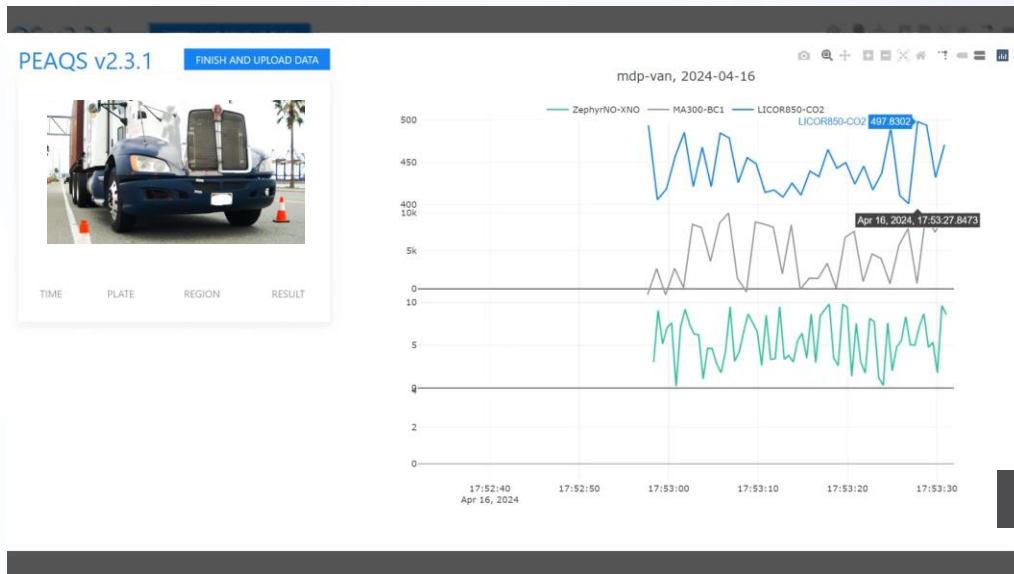 PEAQS v2.3.1
FINISH AND UPLOAD DATA
TIME PLATE REGION RESULT
mdp-van, 2024-04-16
ZephyrNO-XNO MA300-BC1 LICOR850-CO2
LICOR850-CO2 497.8302
500
450
400
10k
Apr 16, 2024, 17:53:27.8473
5k
0
10
5
0
4
2
0
17:52:40 17:52:50 17:53:00 17:53:10 17:53:20 17:53:30
Apr 16, 2024